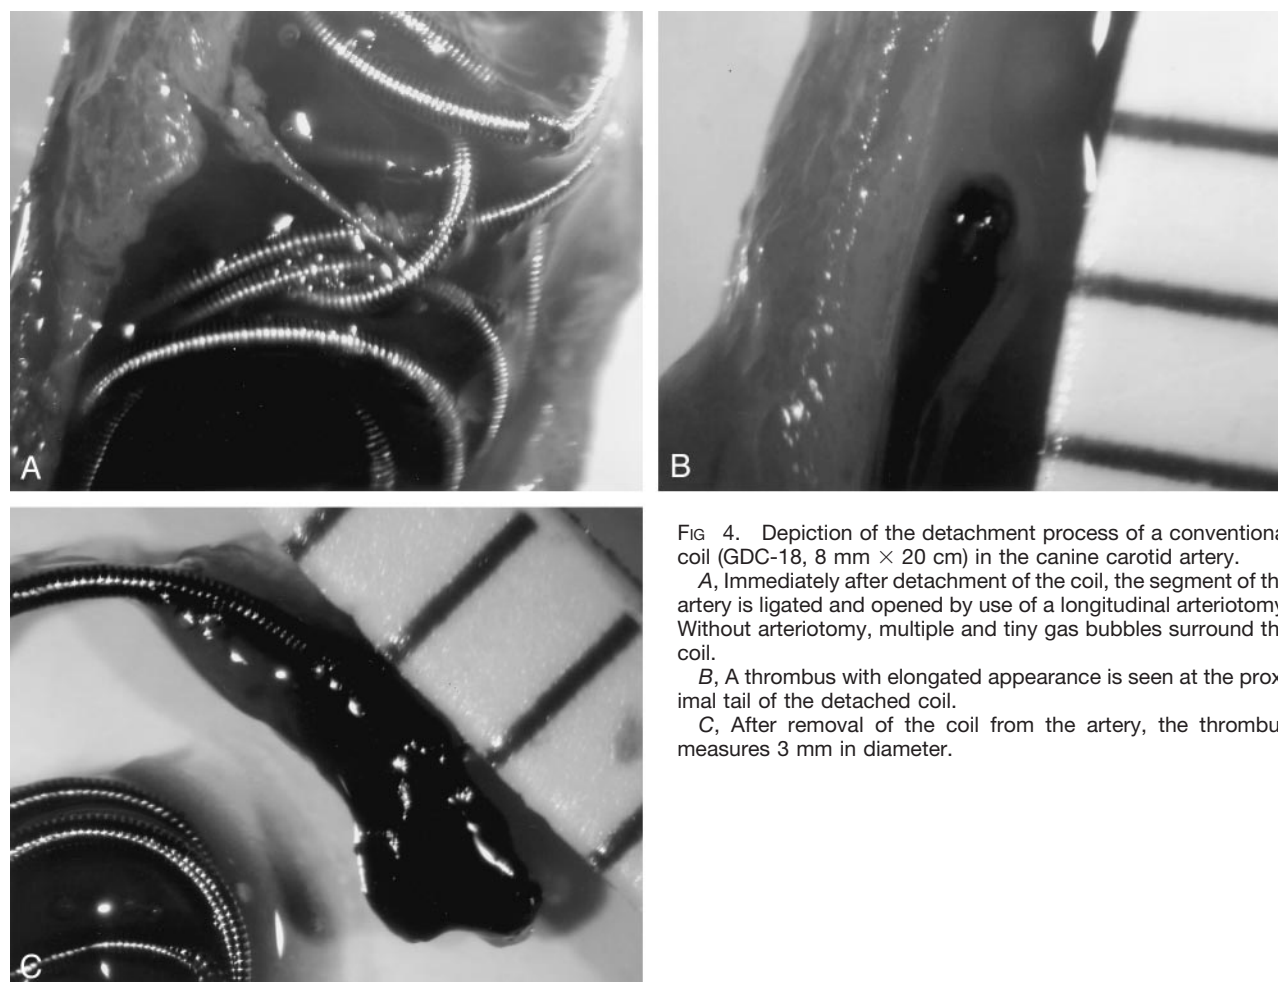 A
B
C
FIG 4. Depiction of the detachment process of a conventiona
coil (GDC-18, 8 mm × 20 cm) in the canine carotid artery.
A, Immediately after detachment of the coil, the segment of th
artery is ligated and opened by use of a longitudinal arteriotomy
Without arteriotomy, multiple and tiny gas bubbles surround th
coil.
B, A thrombus with elongated appearance is seen at the prox
imal tail of the detached coil.
C, After removal of the coil from the artery, the thrombu
measures 3 mm in diameter.